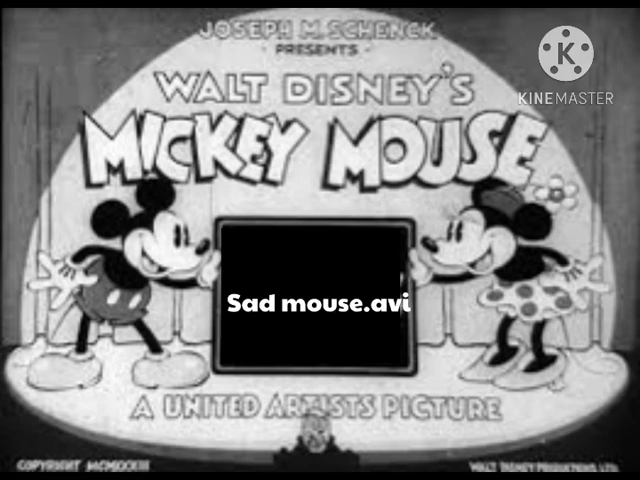 JOSEPH M. SCHENCK
- PRESENTS -
WALT DISNEY'S
MICKEY MOUSE
K
KINEMASTER
Sad mouse.avi
A UNITED ARTISTS PICTURE
COPYRIGHT MCMXXXIII
WALT DISNEY PRODUCTIONS LTD.